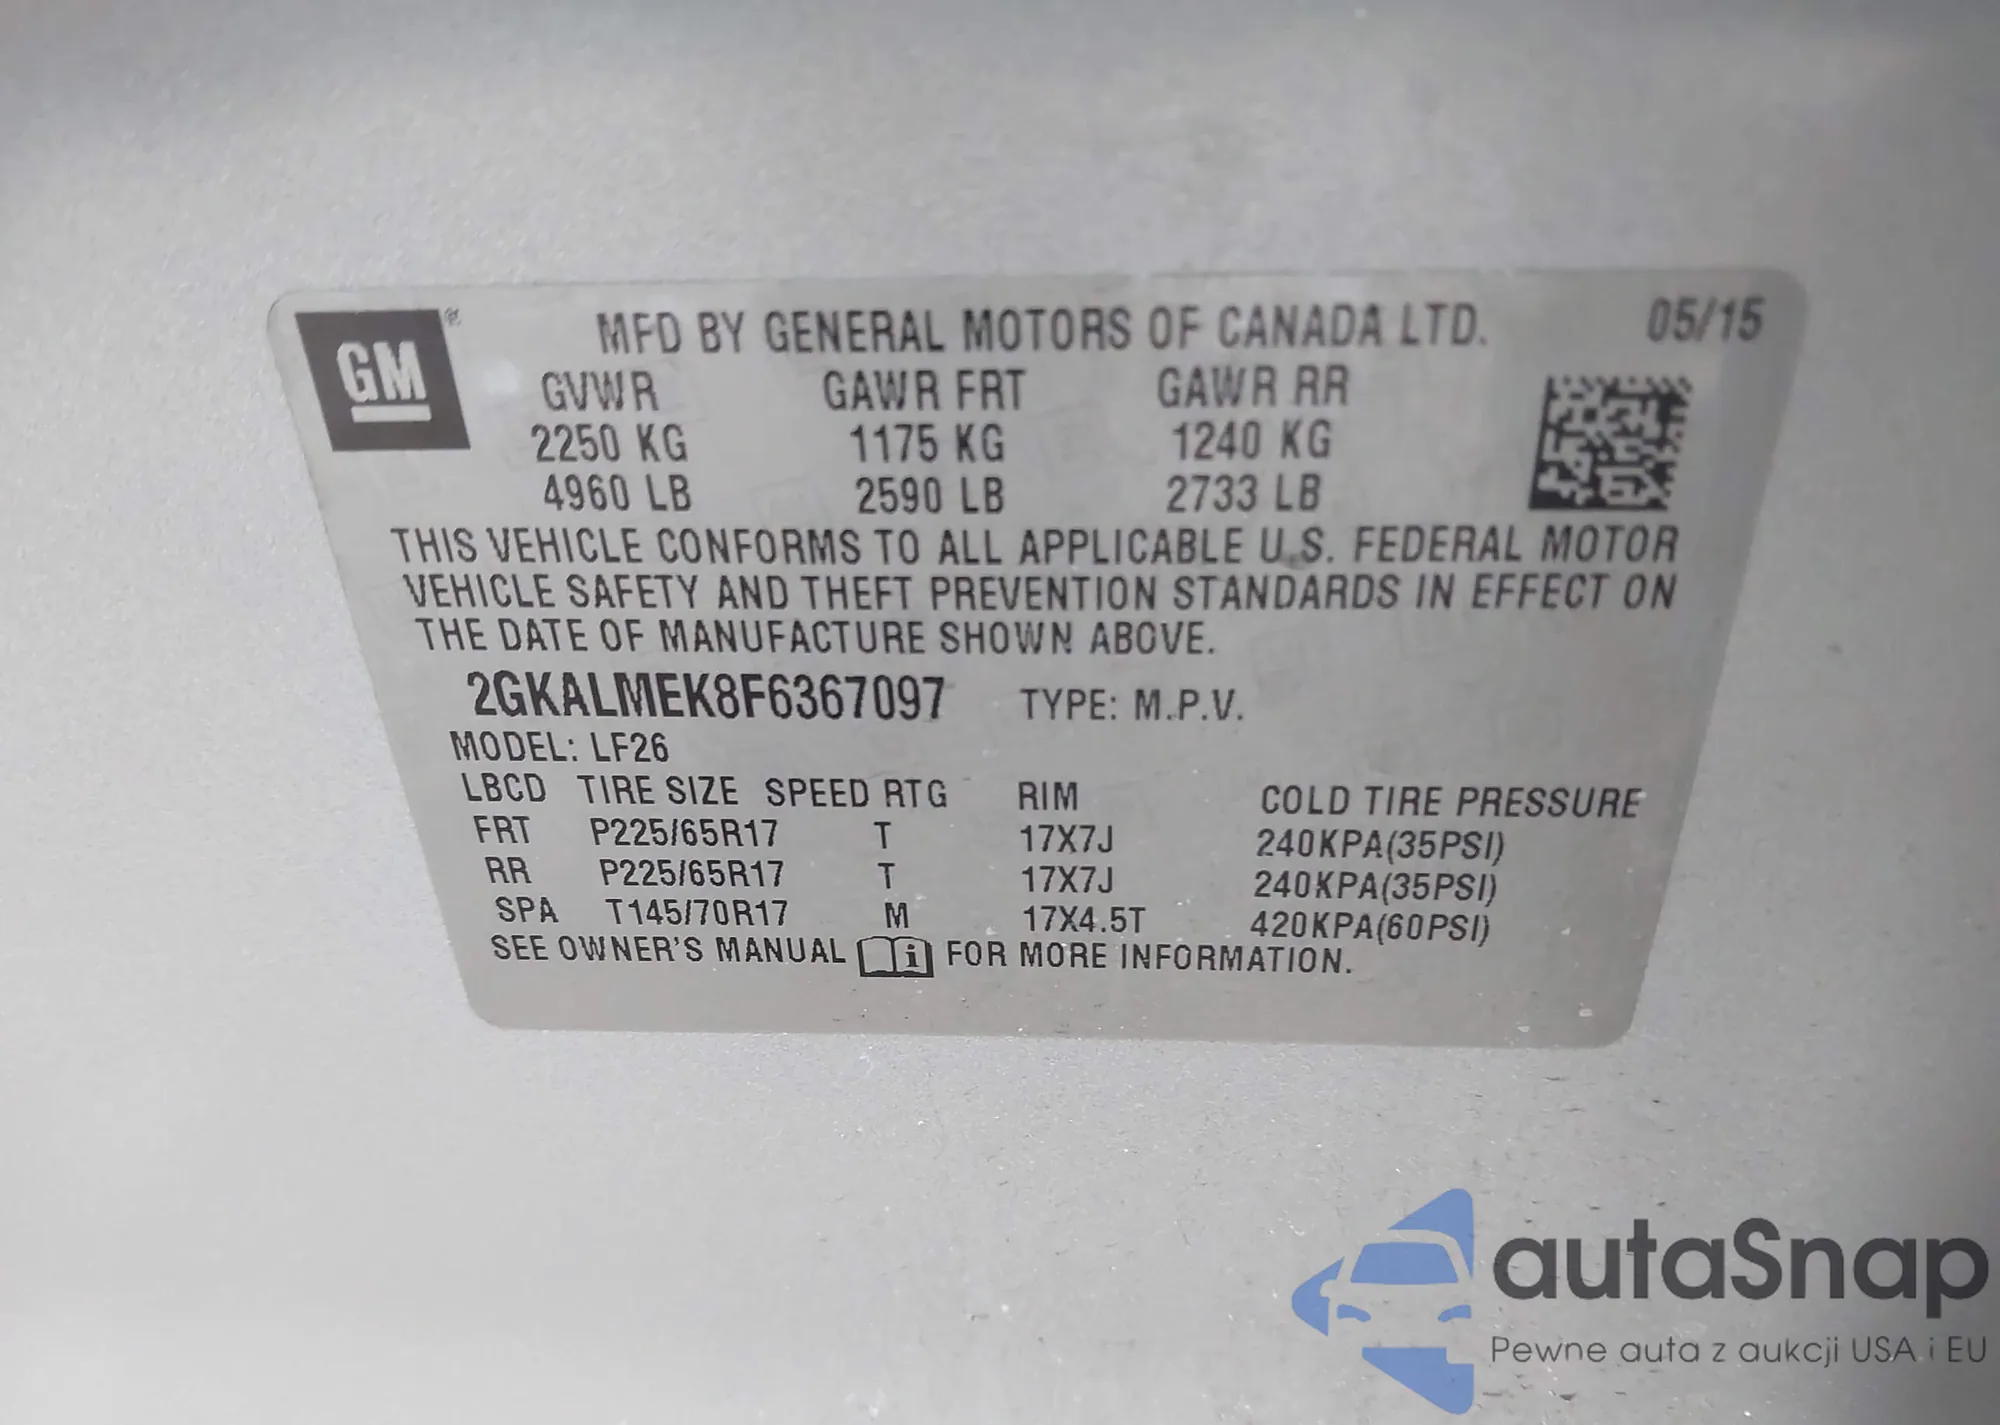 GM®
MFD BY GENERAL MOTORS OF CANADA LTD. 05/15
GVWR GAWR FRT GAWR RR
2250 KG 1175 KG 1240 KG
4960 LB 2590 LB 2733 LB
THIS VEHICLE CONFORMS TO ALL APPLICABLE U.S. FEDERAL MOTOR
VEHICLE SAFETY AND THEFT PREVENTION STANDARDS IN EFFECT ON
THE DATE OF MANUFACTURE SHOWN ABOVE.
2GKALMEK8F6367097 TYPE: M.P.V.
MODEL: LF26
LBCD TIRE SIZE SPEED RTG RIM COLD TIRE PRESSURE
FRT P225/65R17 T 17X7J 240KPA(35PSI)
RR P225/65R17 T 17X7J 240KPA(35PSI)
SPA T145/70R17 M 17X4.5T 420KPA(60PSI)
SEE OWNER'S MANUAL i FOR MORE INFORMATION.
autaSnap
Pewne auta z aukcji USA i EU